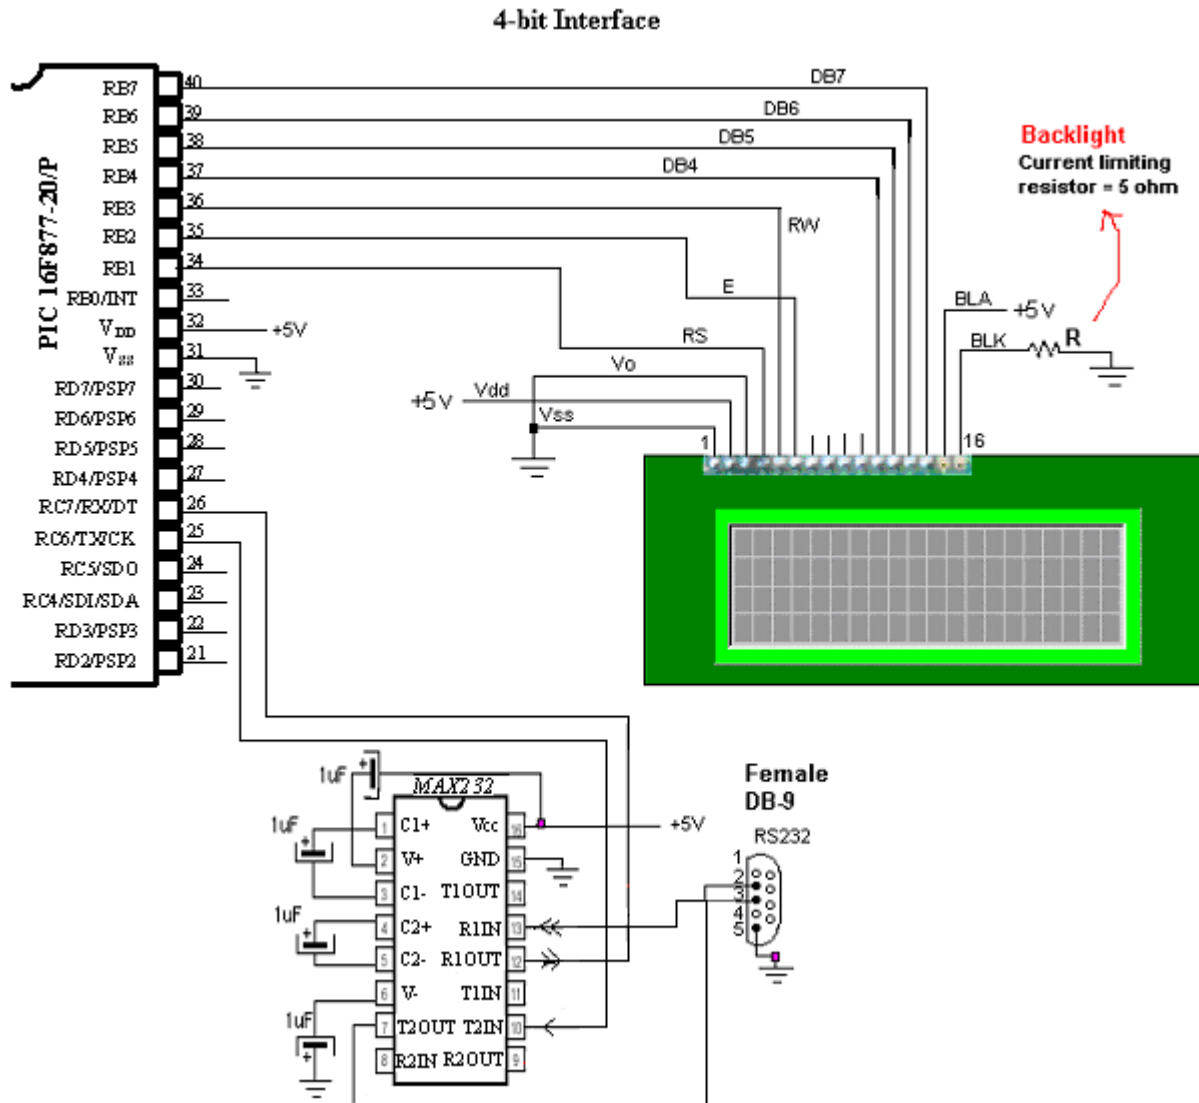 4-bit Interface
PIC 16F877-20/P
RB7 40
RB6 39
RB5 38
RB4 37
RB3 36
RB2 35
RB1 34
RB0/INT 33
VDD 32 +5V
Vss 31
RD7/PSP7 30
RD6/PSP6 29
RD5/PSP5 28
RD4/PSP4 27
RC7/RX/DT 26
RC6/TX/CK 25
RC5/SDO 24
RC4/SDI/SDA 23
RD3/PSP3 22
RD2/PSP2 21
DB7
DB6
DB5
DB4
RW
E
RS
Vo
+5V Vdd
Vss
1 16
Backlight
Current limiting
resistor = 5 ohm
BLA +5V
BLK R
1uF
MAX232
1uF
1 C1+ Vcc 16 +5V
2 V+ GND 15
3 C1- T1OUT 14
1uF
4 C2+ R1IN 13
5 C2- R1OUT 12
6 V- T1IN 11
1uF
7 T2OUT T2IN 10
8 R2IN R2OUT 9
Female
DB-9
RS232
1
2
3
4
5